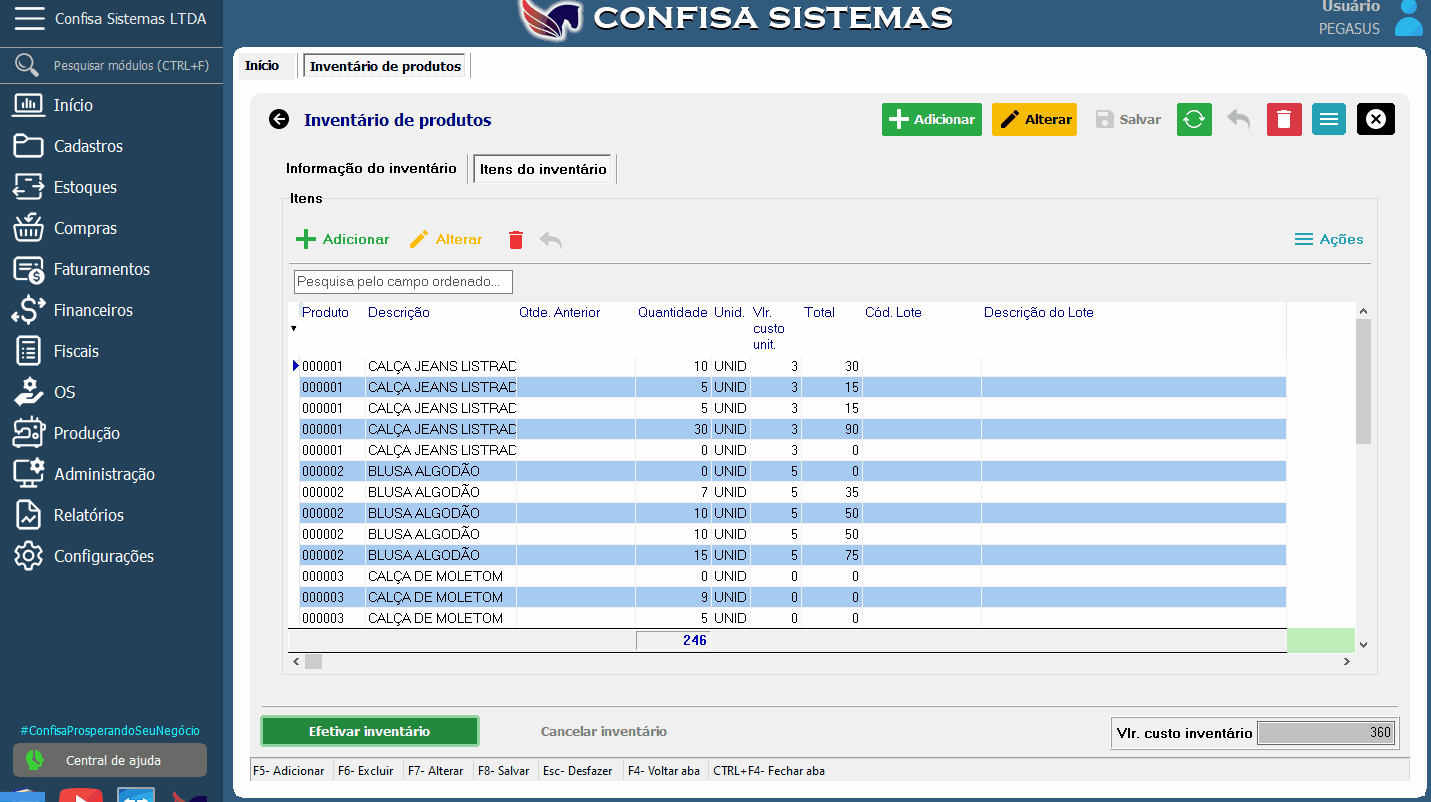 Confisa Sistemas LTDA
CONFISA SISTEMAS
Usuário
PEGASUS
Pesquisar módulos (CTRL+F)
Início
Cadastros
Estoques
Compras
Faturamentos
Financeiros
Fiscais
OS
Produção
Administração
Relatórios
Configurações
#ConfisaProsperandoSeuNegócio
Central de ajuda
Início Inventário de produtos
Inventário de produtos Adicionar Alterar Salvar
Informação do inventário Itens do inventário
Itens
Adicionar Alterar Ações
Pesquisa pelo campo ordenado...
Produto Descrição Qtde. Anterior Quantidade Unid. Vlr. custo unit. Total Cód. Lote Descrição do Lote
000001 CALÇA JEANS LISTRAD 10 UNID 3 30
000001 CALÇA JEANS LISTRAD 5 UNID 3 15
000001 CALÇA JEANS LISTRAD 5 UNID 3 15
000001 CALÇA JEANS LISTRAD 30 UNID 3 90
000001 CALÇA JEANS LISTRAD 0 UNID 3 0
000002 BLUSA ALGODÃO 0 UNID 5 0
000002 BLUSA ALGODÃO 7 UNID 5 35
000002 BLUSA ALGODÃO 10 UNID 5 50
000002 BLUSA ALGODÃO 10 UNID 5 50
000002 BLUSA ALGODÃO 15 UNID 5 75
000003 CALÇA DE MOLETOM 0 UNID 0 0
000003 CALÇA DE MOLETOM 9 UNID 0 0
000003 CALÇA DE MOLETOM 5 UNID 0 0
246
Efetivar inventário Cancelar inventário Vlr. custo inventário 360
F5- Adicionar F6- Excluir F7- Alterar F8- Salvar Esc- Desfazer F4- Voltar aba CTRL+F4- Fechar aba